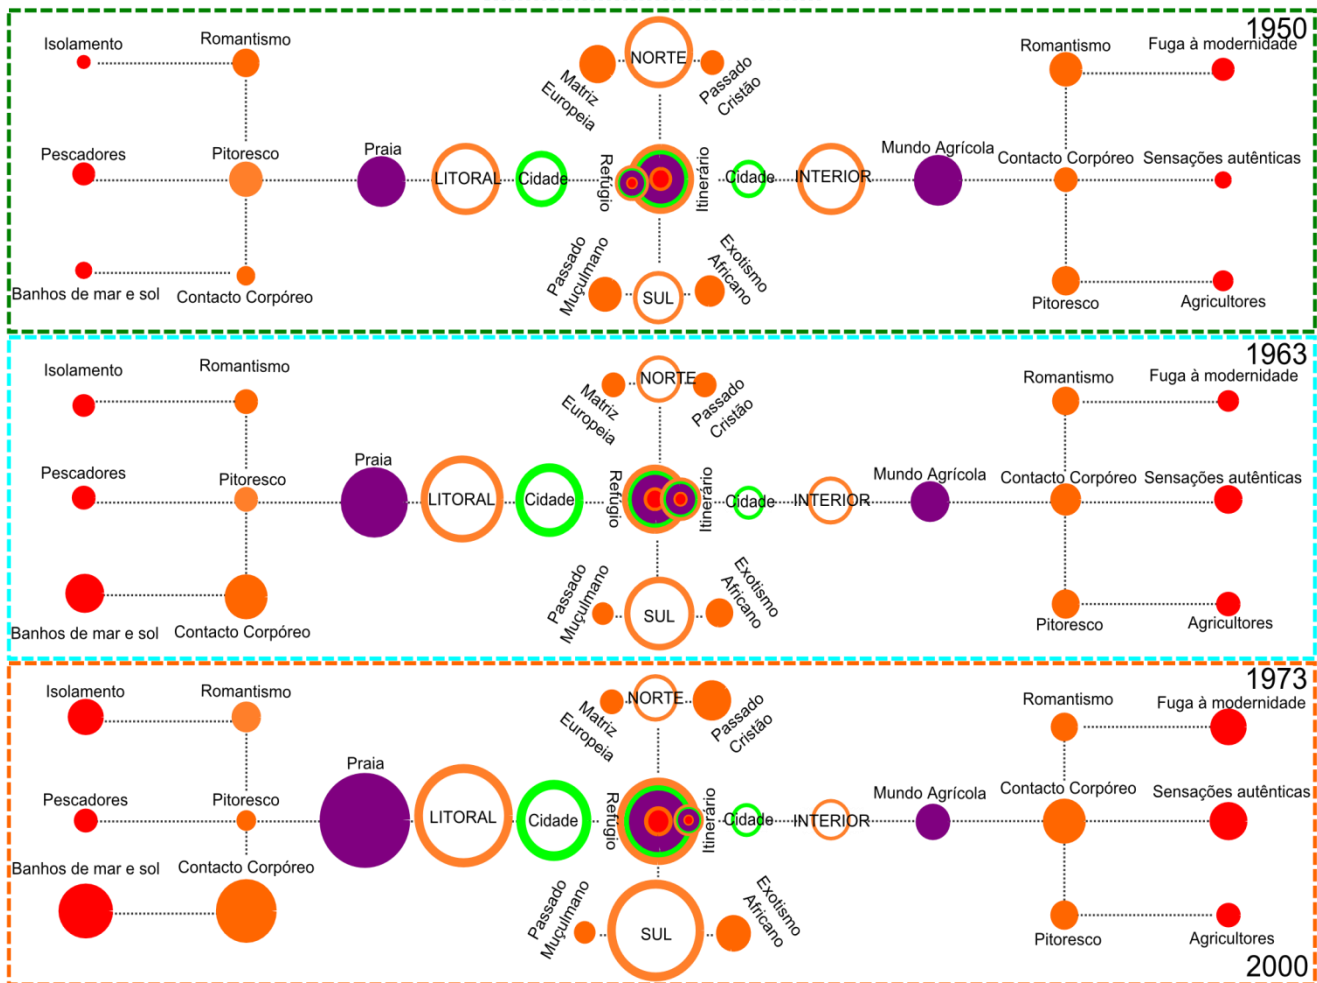 1950
Isolamento
Romantismo
NORTE
Matriz
Europeia
Passado
Cristão
Romantismo
Fuga à modernidade
Pescadores
Pitoresco
Praia
LITORAL
Cidade
Refúgio
Itinerário
Cidade
INTERIOR
Mundo Agrícola
Contacto Corpóreo
Sensações autênticas
Banhos de mar e sol
Contacto Corpóreo
Passado
Muçulmano
SUL
Exotismo
Africano
Pitoresco
Agricultores
1963
Isolamento
Romantismo
NORTE
Matriz
Europeia
Passado
Cristão
Romantismo
Fuga à modernidade
Pescadores
Pitoresco
Praia
LITORAL
Cidade
Refúgio
Itinerário
Cidade
INTERIOR
Mundo Agrícola
Contacto Corpóreo
Sensações autênticas
Banhos de mar e sol
Contacto Corpóreo
Passado
Muçulmano
SUL
Exotismo
Africano
Pitoresco
Agricultores
1973
Isolamento
Romantismo
NORTE
Matriz
Europeia
Passado
Cristão
Romantismo
Fuga à modernidade
Pescadores
Pitoresco
Praia
LITORAL
Cidade
Refúgio
Itinerário
Cidade
INTERIOR
Mundo Agrícola
Contacto Corpóreo
Sensações autênticas
Banhos de mar e sol
Contacto Corpóreo
Passado
Muçulmano
SUL
Exotismo
Africano
Pitoresco
Agricultores
2000